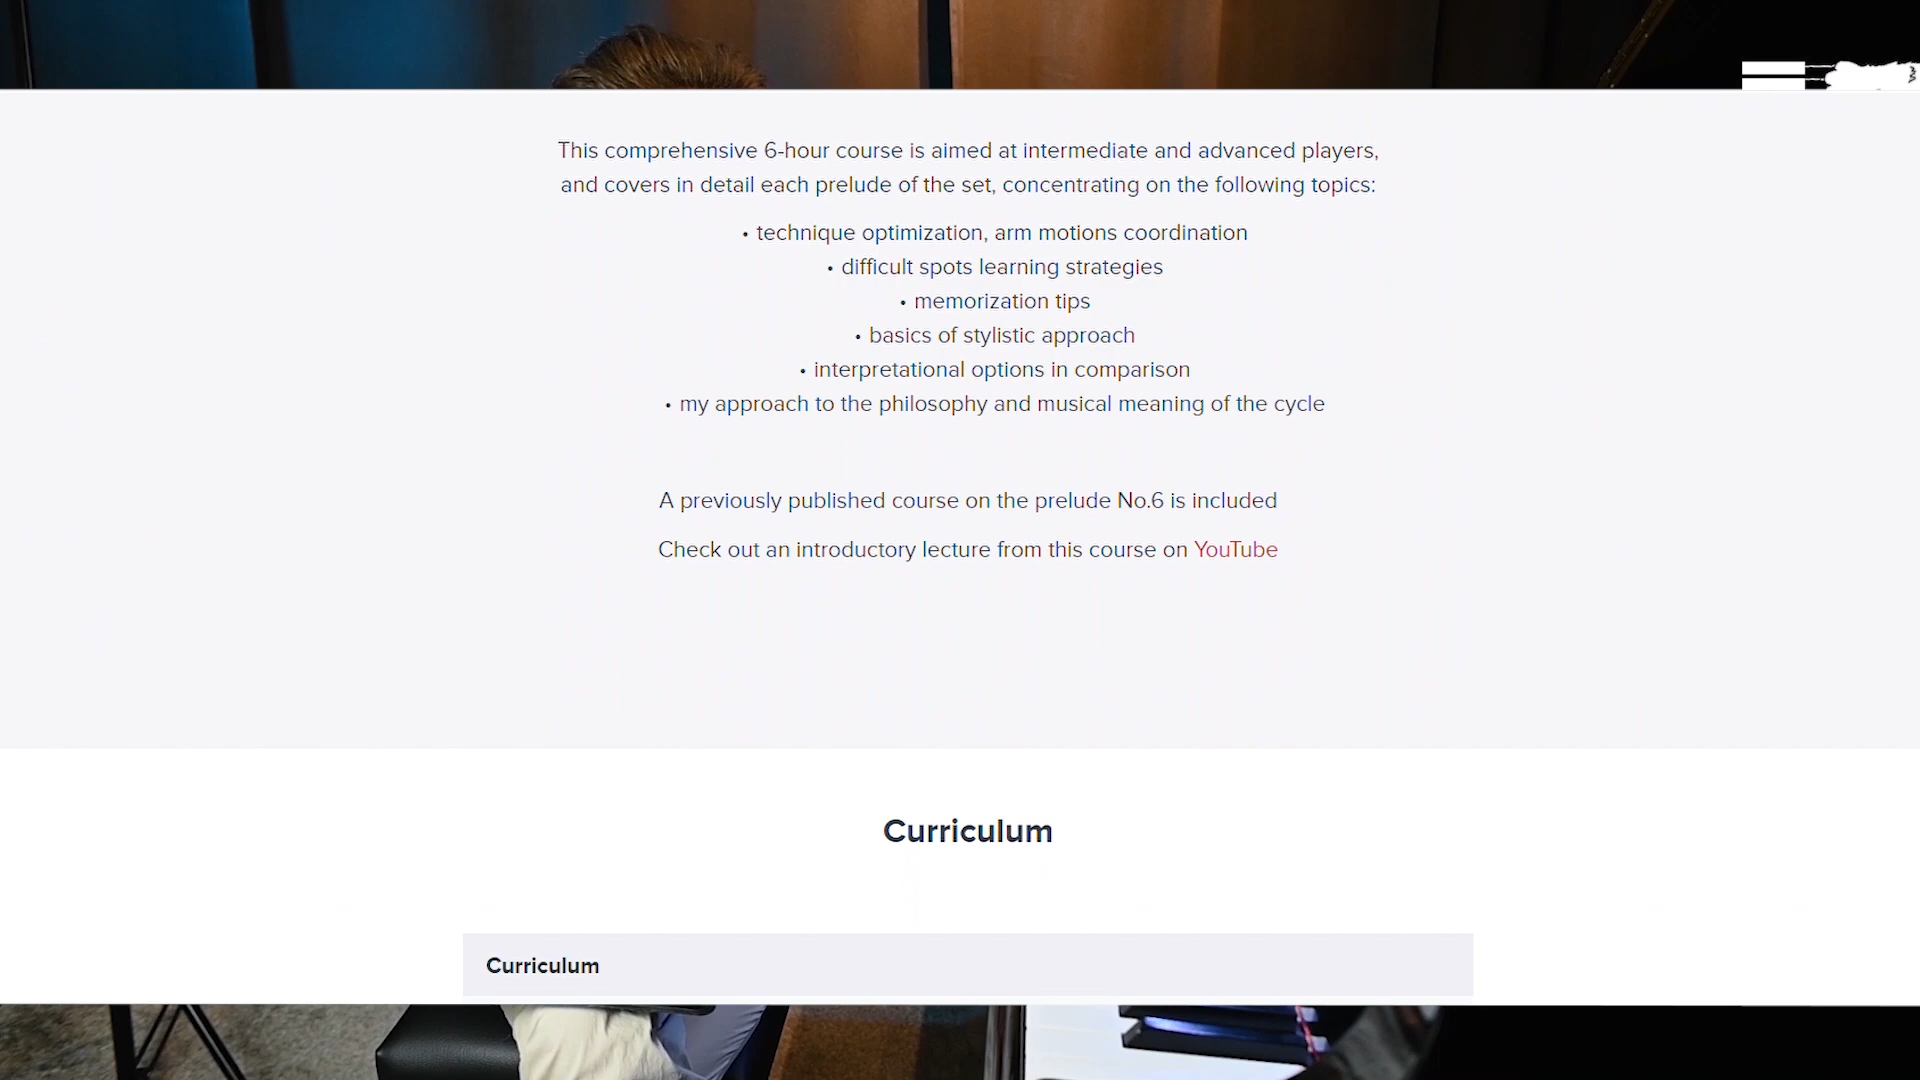 This comprehensive 6-hour course is aimed at intermediate and advanced players,
and covers in detail each prelude of the set, concentrating on the following topics:
• technique optimization, arm motions coordination
• difficult spots learning strategies
• memorization tips
• basics of stylistic approach
• interpretational options in comparison
• my approach to the philosophy and musical meaning of the cycle
A previously published course on the prelude No.6 is included
Check out an introductory lecture from this course on YouTube
Curriculum
Curriculum